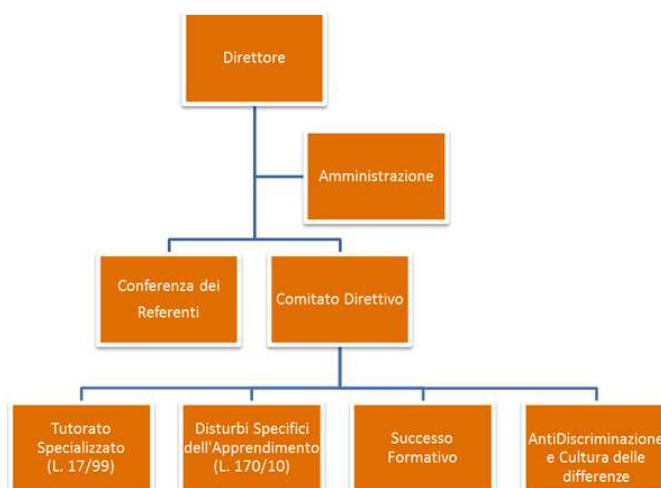 Direttore
Amministrazione
Conferenza dei
Referenti
Comitato Direttivo
Tutorato
Specializzato
(L. 17/99)
Disturbi Specifici
dell'Apprendimento
(L. 170/10)
Successo
Formativo
AntiDiscriminazione
e Cultura delle
differenze